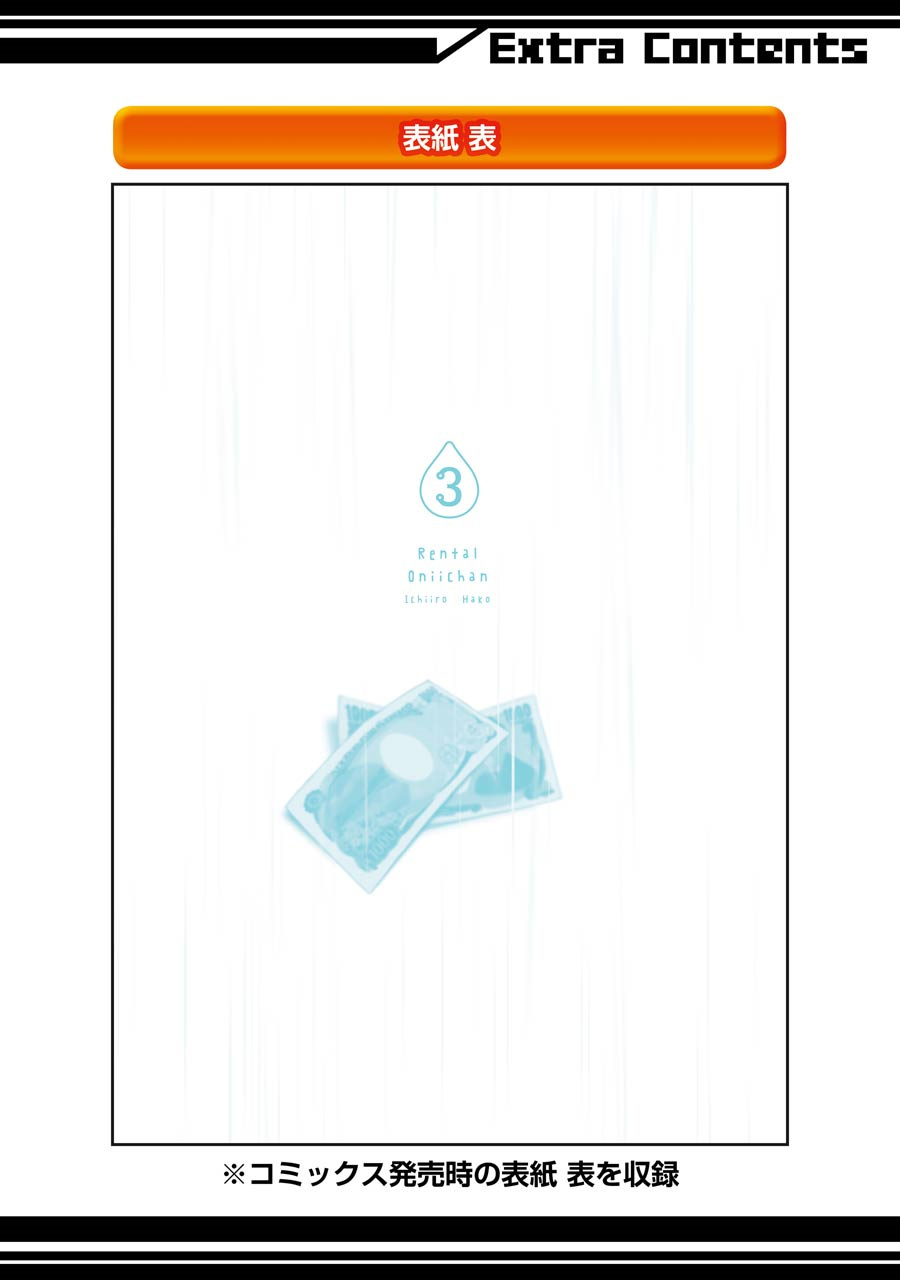 Extra Contents
表紙 表
3
Rental
Oniichan
Ichiiro Hako
1000
※コミックス発売時の表紙 表を収録